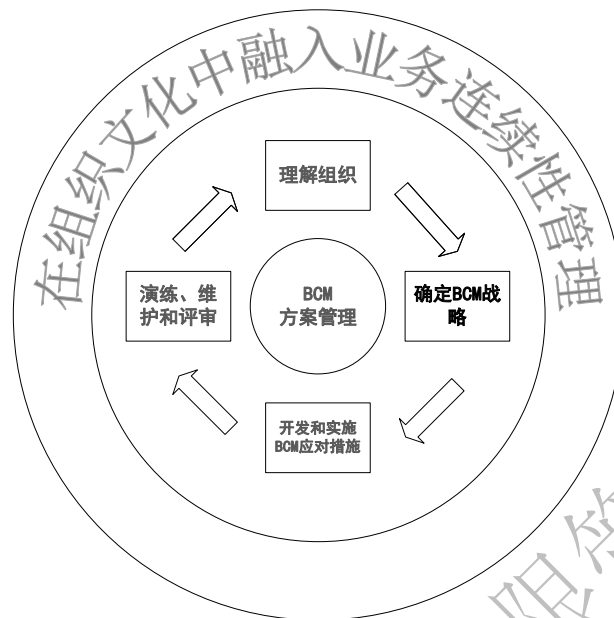 在组织文化中融入业务连续性管理
理解组织
演练、维
护和评审
BCM
方案管理
确定BCM战
略
开发和实施
BCM应对措施
限